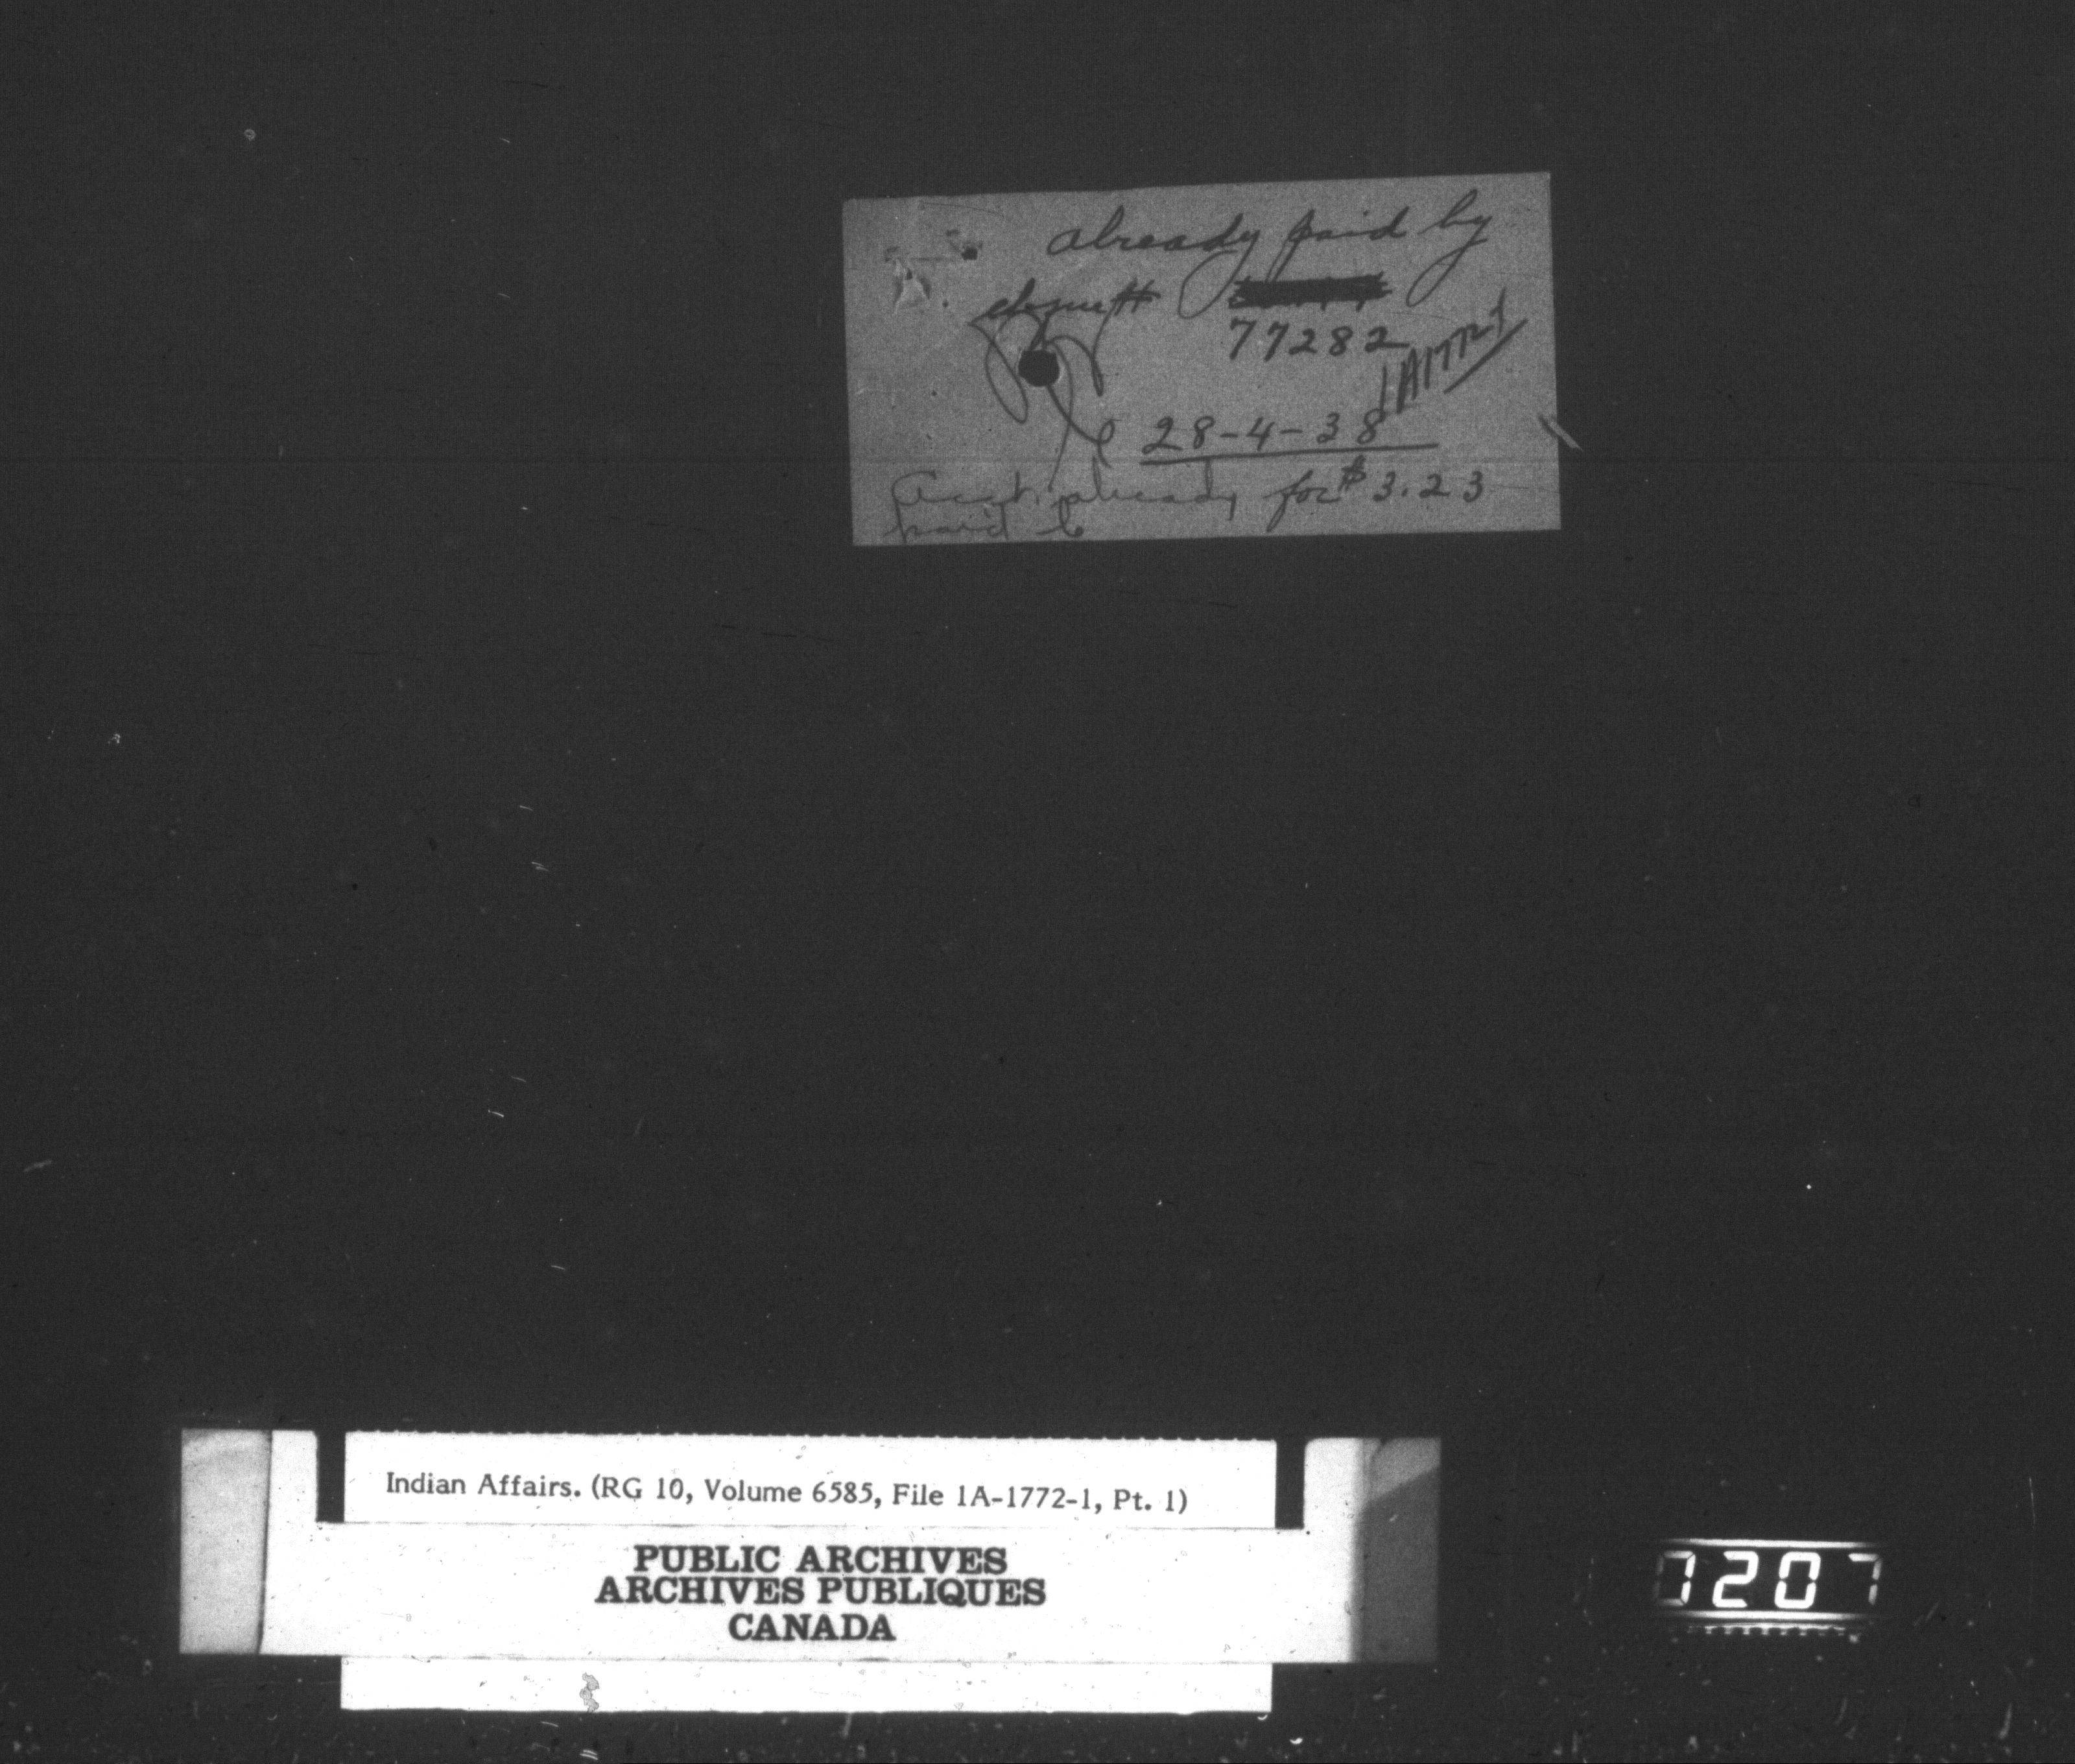 already paid by
cheque #
77282
1A1772-1
28-4-38
Acct. already for $3.23
paid
Indian Affairs. (RG 10, Volume 6585, File 1A-1772-1, Pt. 1)
PUBLIC ARCHIVES
ARCHIVES PUBLIQUES
CANADA
7207